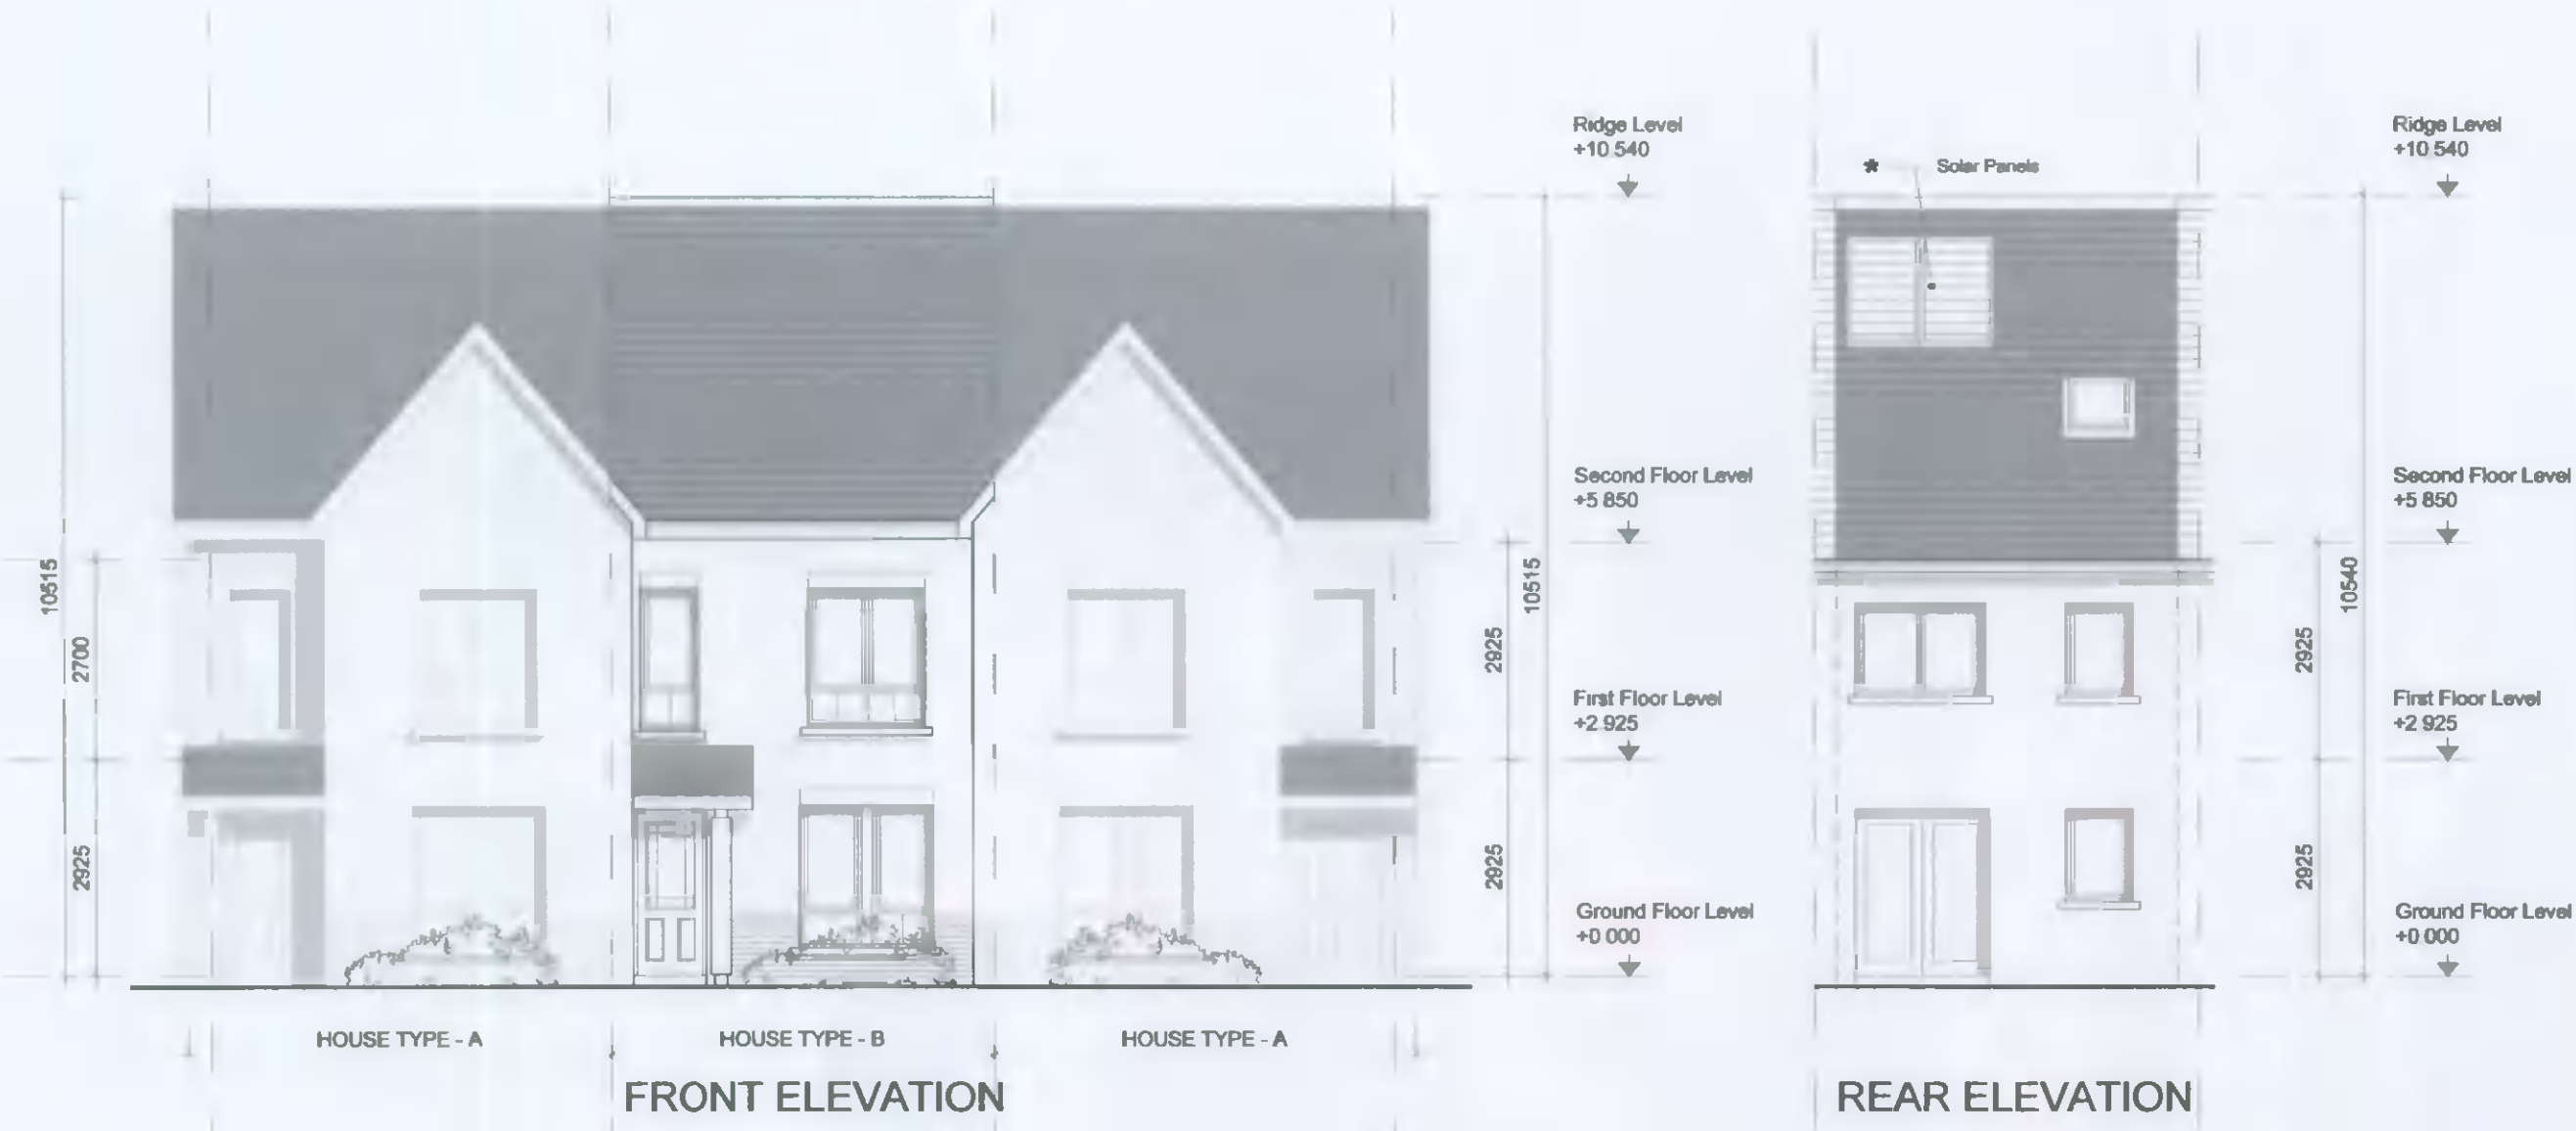 Ridge Level
+10 540
Ridge Level
+10 540
* Solar Panels
Second Floor Level
+5 850
Second Floor Level
+5 850
10515
2700
2925
2925
10515
2925
First Floor Level
+2 925
2925
10540
2925
First Floor Level
+2 925
Ground Floor Level
+0 000
Ground Floor Level
+0 000
HOUSE TYPE - A
HOUSE TYPE - B
HOUSE TYPE - A
FRONT ELEVATION
REAR ELEVATION